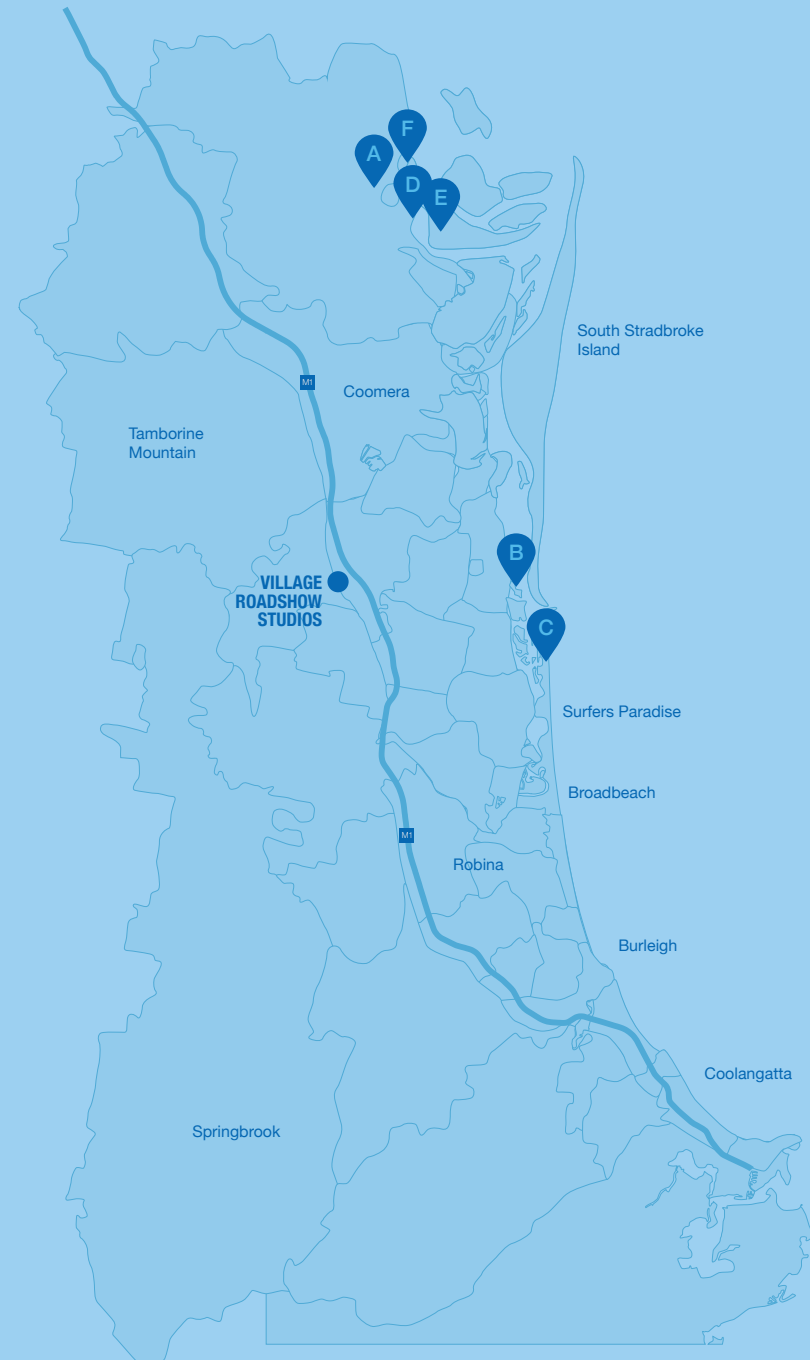 F
A
D
E
South Stradbroke
Island
M1
Coomera
Tamborine
Mountain
B
VILLAGE
ROADSHOW
STUDIOS
C
Surfers Paradise
Broadbeach
M1
Robina
Burleigh
Coolangatta
Springbrook